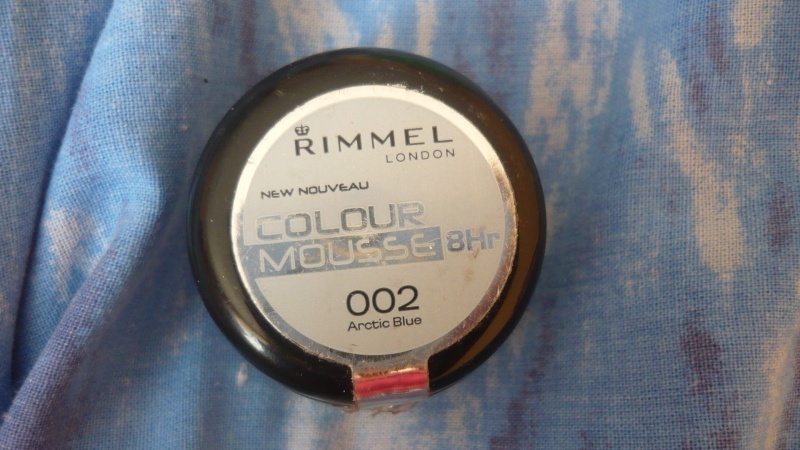 RIMMEL
LONDON
NEW NOUVEAU
COLOUR
MOUSSE 8Hr
002
Arctic Blue